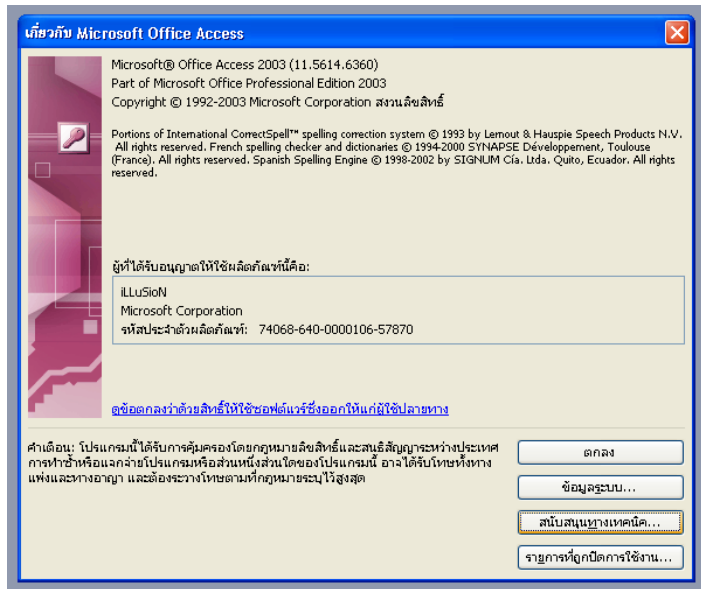 เกี่ยวกับ Microsoft Office Access
Microsoft® Office Access 2003 (11.5614.6360)
Part of Microsoft Office Professional Edition 2003
Copyright © 1992-2003 Microsoft Corporation สงวนลิขสิทธิ์
Portions of International CorrectSpell™ spelling correction system © 1993 by Lernout & Hauspie Speech Products N.V.
All rights reserved. French spelling checker and dictionaries © 1994-2000 SYNAPSE Développement, Toulouse
(France). All rights reserved. Spanish Spelling Engine © 1998-2002 by SIGNUM Cía. Ltda. Quito, Ecuador. All rights
reserved.
ผู้ที่ได้รับอนุญาตให้ใช้ผลิตภัณฑ์นี้คือ:
iLLuSioN
Microsoft Corporation
รหัสประจำตัวผลิตภัณฑ์: 74068-640-0000106-57870
ดูข้อตกลงว่าด้วยสิทธิ์ให้ใช้ซอฟต์แวร์ซึ่งออกให้แก่ผู้ใช้ปลายทาง
คำเตือน: โปรแกรมนี้ได้รับการคุ้มครองโดยกฎหมายลิขสิทธิ์และสนธิสัญญาระหว่างประเทศ
การทำซ้ำหรือแจกจ่ายโปรแกรมหรือส่วนหนึ่งส่วนใดของโปรแกรมนี้ อาจได้รับโทษทั้งทาง
แพ่งและทางอาญา และต้องระวางโทษตามที่กฎหมายระบุไว้สูงสุด
ตกลง
ข้อมูลระบบ...
สนับสนุนทางเทคนิค...
รายการที่ถูกปิดการใช้งาน...